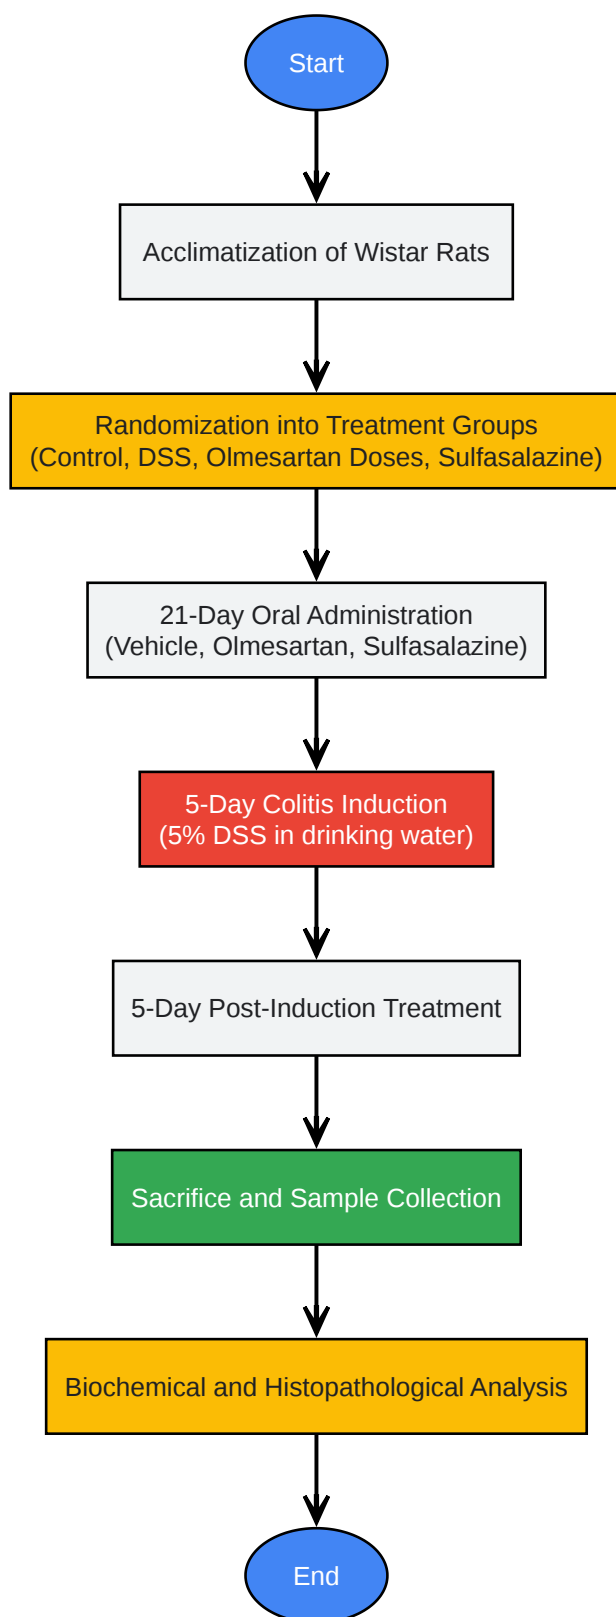 Start
Acclimatization of Wistar Rats
Randomization into Treatment Groups
(Control, DSS, Olmesartan Doses, Sulfasalazine)
21-Day Oral Administration
(Vehicle, Olmesartan, Sulfasalazine)
5-Day Colitis Induction
(5% DSS in drinking water)
5-Day Post-Induction Treatment
Sacrifice and Sample Collection
Biochemical and Histopathological Analysis
End